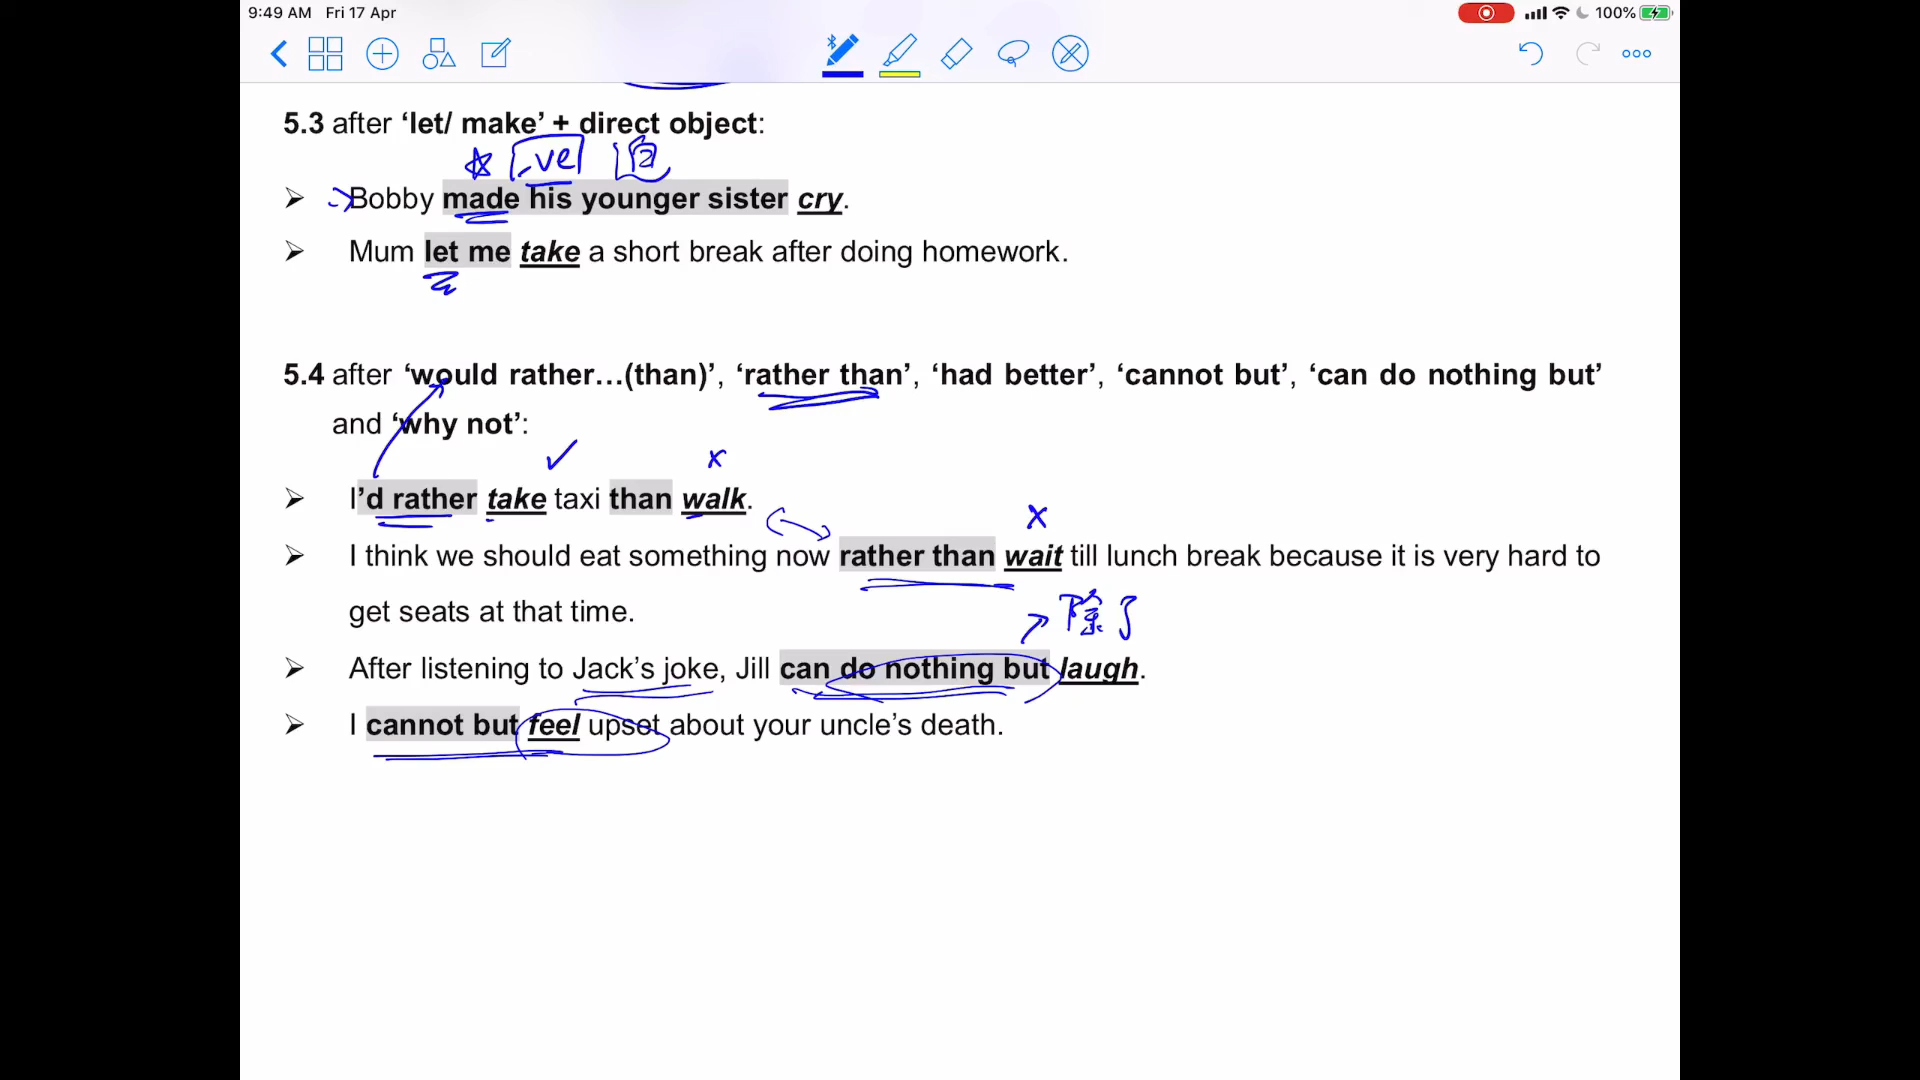 9:49 AM Fri 17 Apr
100%
5.3 after ‘let/ make’ + direct object:
-ve
Bobby made his younger sister cry.
Mum let me take a short break after doing homework.
5.4 after ‘would rather…(than)’, ‘rather than’, ‘had better’, ‘cannot but’, ‘can do nothing but’
and ‘why not’:
I’d rather take taxi than walk.
I think we should eat something now rather than wait till lunch break because it is very hard to
get seats at that time.
除了
After listening to Jack’s joke, Jill can do nothing but laugh.
I cannot but feel upset about your uncle’s death.